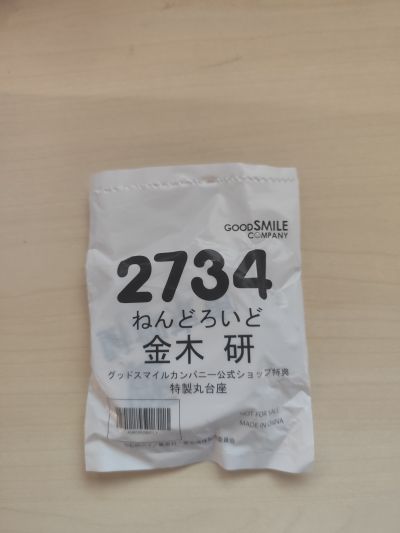 GOODSMILE
COMPANY
2734
ねんどろいど
金木 研
グッドスマイルカンパニー公式ショップ特典
特製丸台座
NOT FOR SALE
MADE IN CHINA